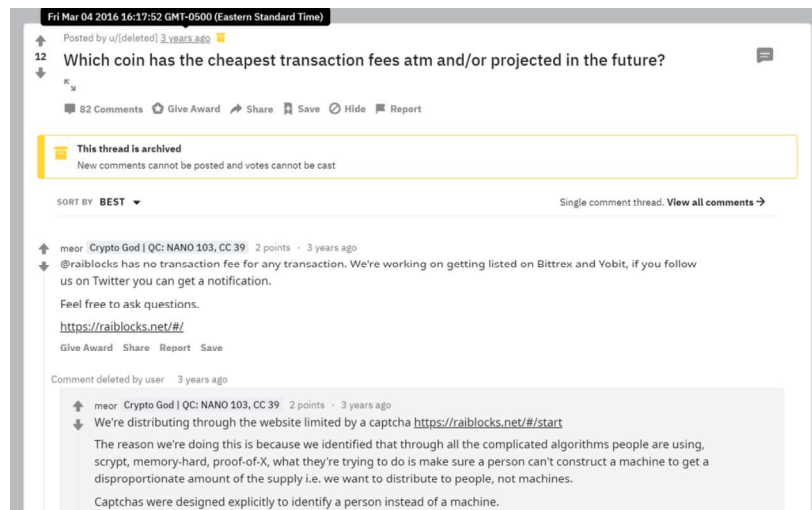 Fri Mar 04 2016 16:17:52 GMT-0500 (Eastern Standard Time)
Posted by u/[deleted] 3 years ago
12
Which coin has the cheapest transaction fees atm and/or projected in the future?
82 Comments Give Award Share Save Hide Report
This thread is archived
New comments cannot be posted and votes cannot be cast
SORT BY BEST
Single comment thread. View all comments
meor Crypto God | QC: NANO 103, CC 39 2 points · 3 years ago
@raiblocks has no transaction fee for any transaction. We're working on getting listed on Bittrex and Yobit, if you follow
us on Twitter you can get a notification.
Feel free to ask questions.
https://raiblocks.net/#/
Give Award Share Report Save
Comment deleted by user 3 years ago
meor Crypto God | QC: NANO 103, CC 39 2 points · 3 years ago
We're distributing through the website limited by a captcha https://raiblocks.net/#/start
The reason we're doing this is because we identified that through all the complicated algorithms people are using,
scrypt, memory-hard, proof-of-X, what they're trying to do is make sure a person can't construct a machine to get a
disproportionate amount of the supply i.e. we want to distribute to people, not machines.
Captchas were designed explicitly to identify a person instead of a machine.